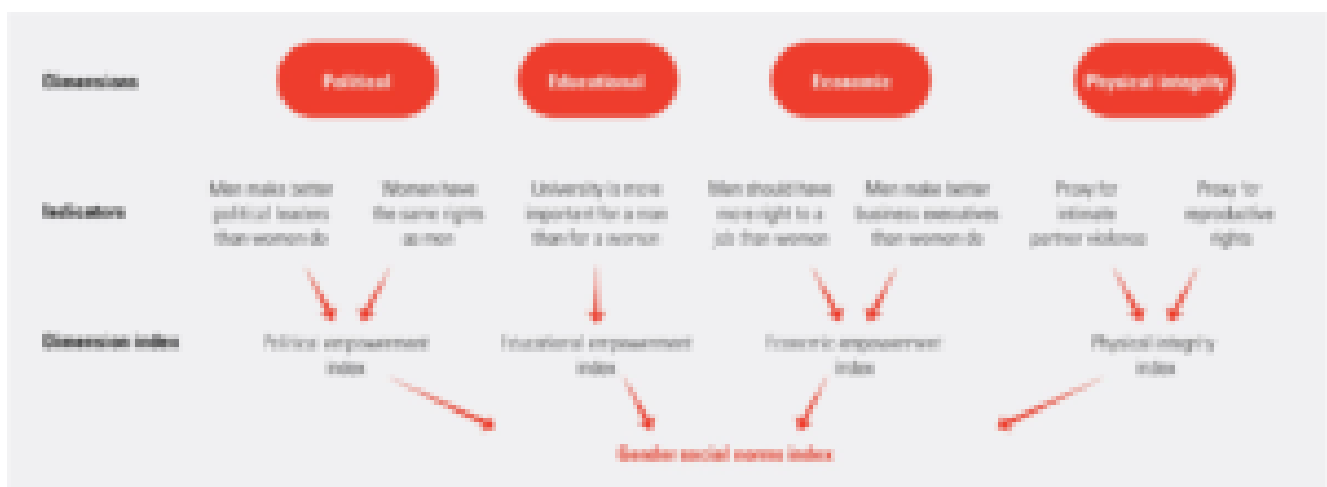 Dimensions
Political
Educational
Economic
Physical integrity
Indicators
Men make better
political leaders
than women do
Women have
the same rights
as men
University is more
important for a man
than for a woman
Men should have
more right to a
job than women
Men make better
business executives
than women do
Proxy for
intimate
partner violence
Proxy for
reproductive
rights
Dimension index
Political empowerment
index
Educational empowerment
index
Economic empowerment
index
Physical integrity
index
Gender social norms index